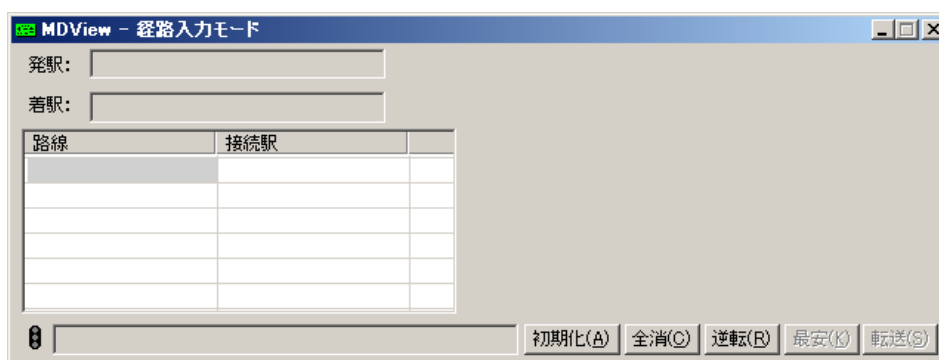 MDView - 経路入力モード
発駅:
着駅:
路線 接続駅
初期化(A) 全消(C) 逆転(R) 最安(K) 転送(S)